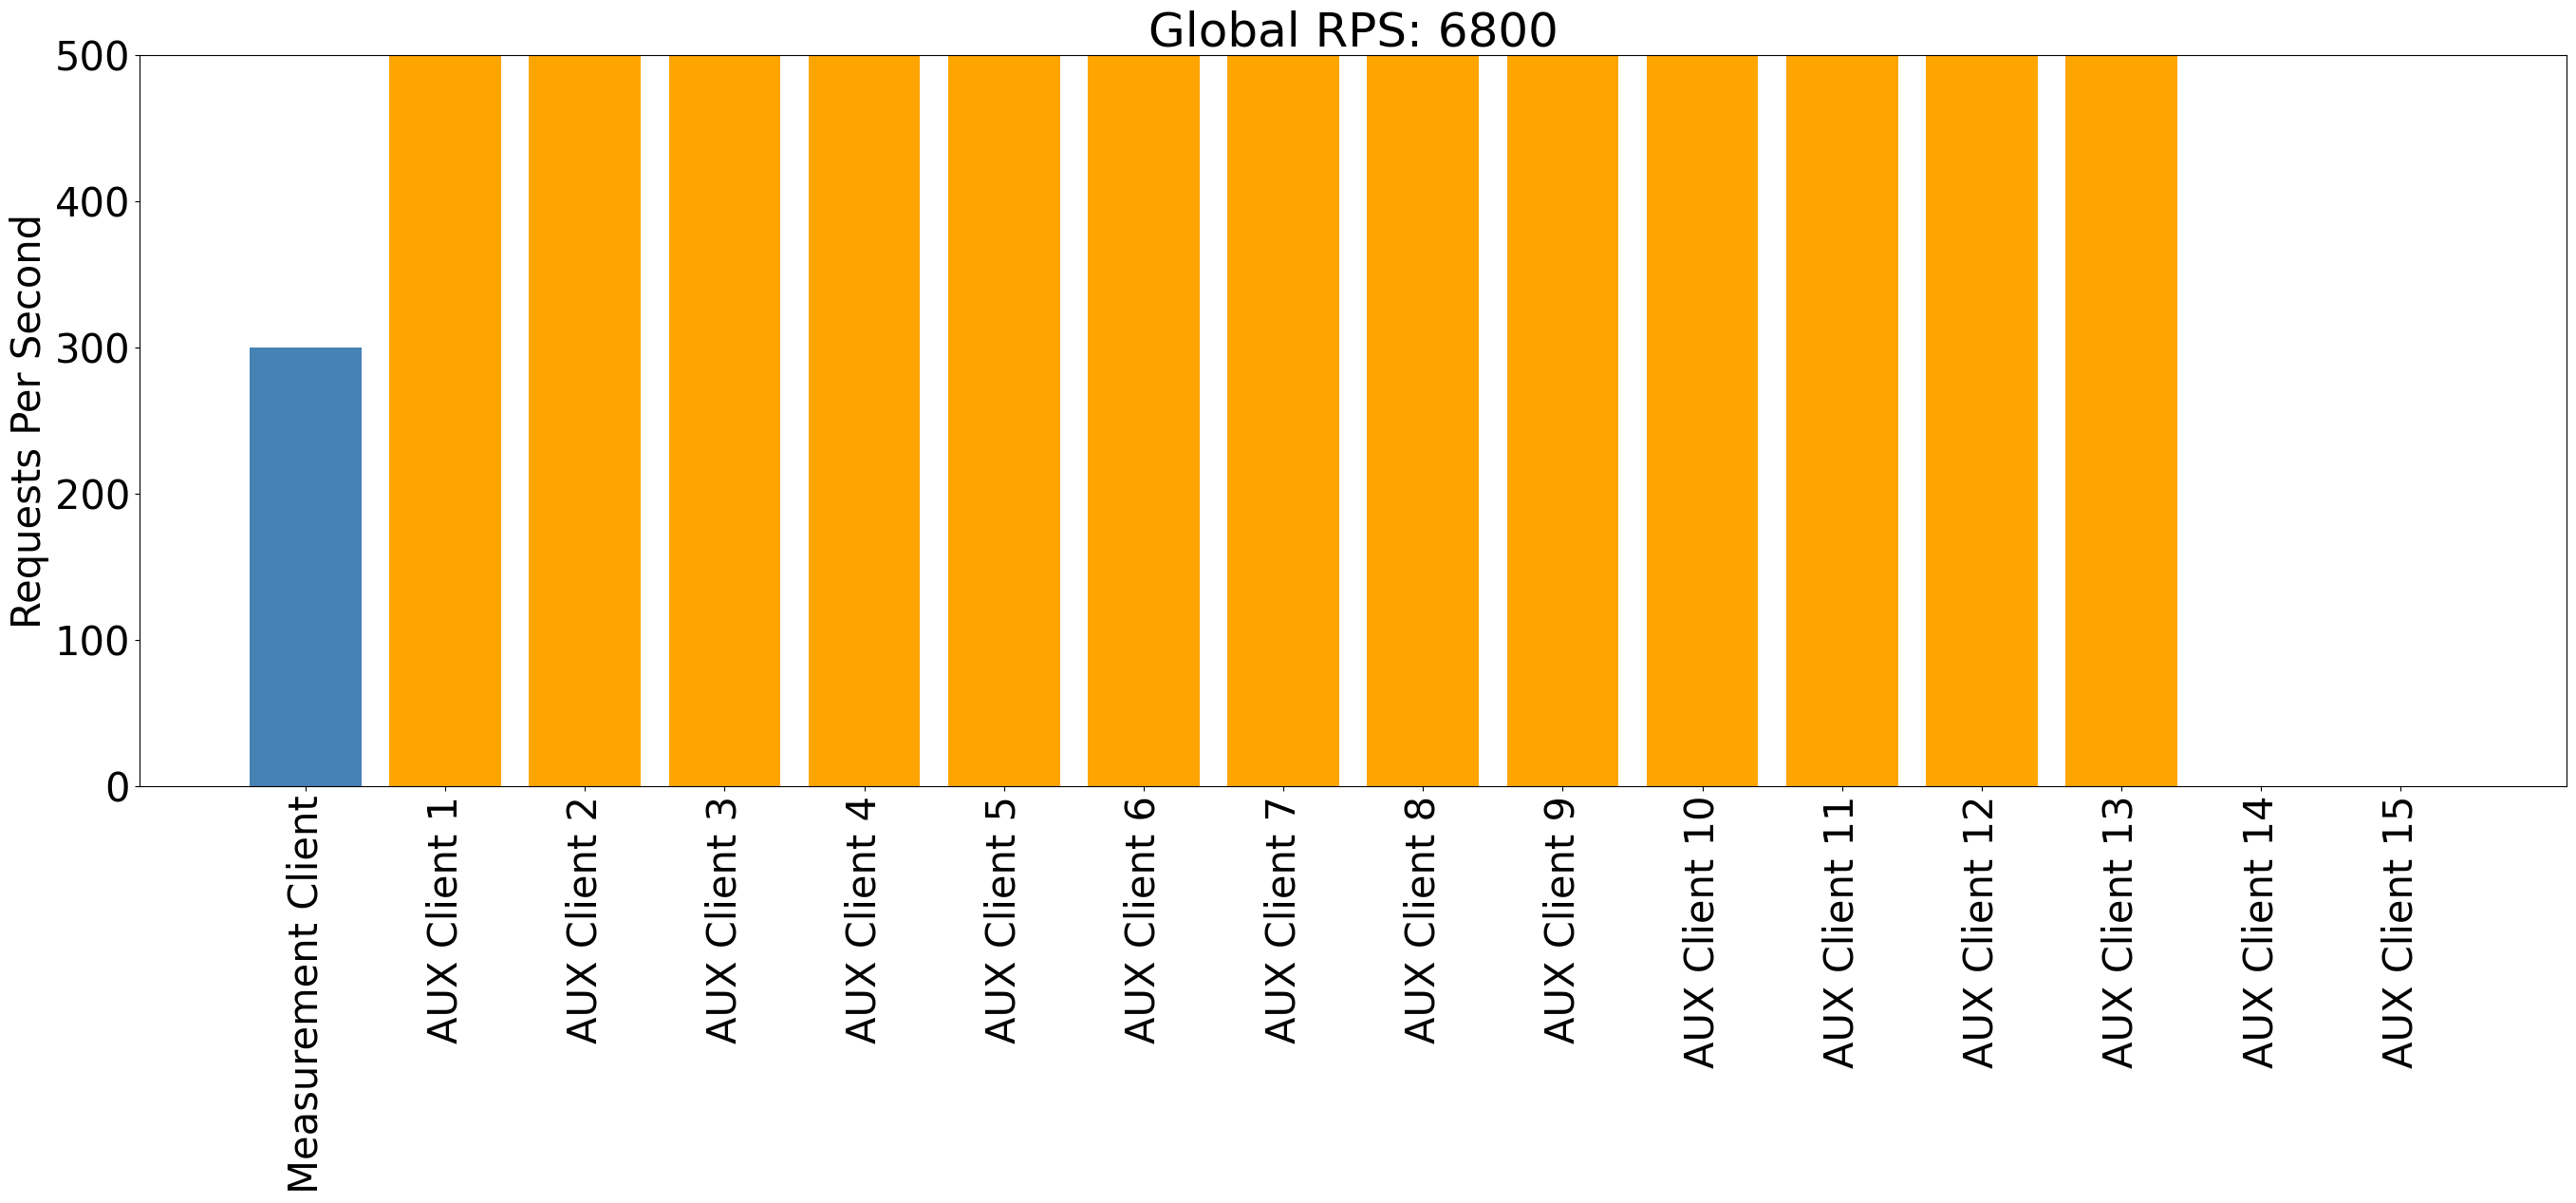 Global RPS: 6800
Requests Per Second
500
400
300
200
100
0
Measurement Client
AUX Client 1
AUX Client 2
AUX Client 3
AUX Client 4
AUX Client 5
AUX Client 6
AUX Client 7
AUX Client 8
AUX Client 9
AUX Client 10
AUX Client 11
AUX Client 12
AUX Client 13
AUX Client 14
AUX Client 15